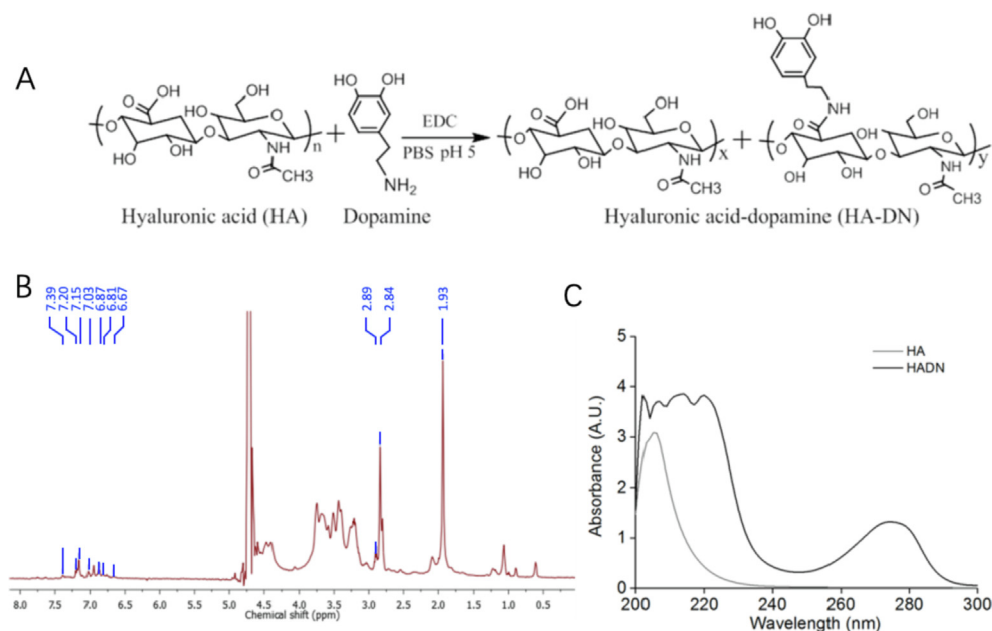 A
OH
O
OH
HO
OH
O
HO
O
O
O
HO
OH
NH
O
CH3
n
+
HO
OH
NH2
EDC
PBS pH 5
OH
O
OH
HO
OH
O
HO
O
O
O
HO
OH
NH
O
CH3
x
+
OH
OH
NH
O
OH
HO
O
OH
OH
O
O
NH
O
CH3
y
Hyaluronic acid (HA)
Dopamine
Hyaluronic acid-dopamine (HA-DN)
B
7.39
7.20
7.15
7.03
6.87
6.81
6.67
2.89
2.84
1.93
8.0 7.5 7.0 6.5 6.0 5.5 5.0 4.5 4.0 3.5 3.0 2.5 2.0 1.5 1.0 0.5
Chemical shift (ppm)
C
5
4
3
2
1
0
Absorbance (A.U.)
HA
HADN
200 220 240 260 280 300
Wavelength (nm)